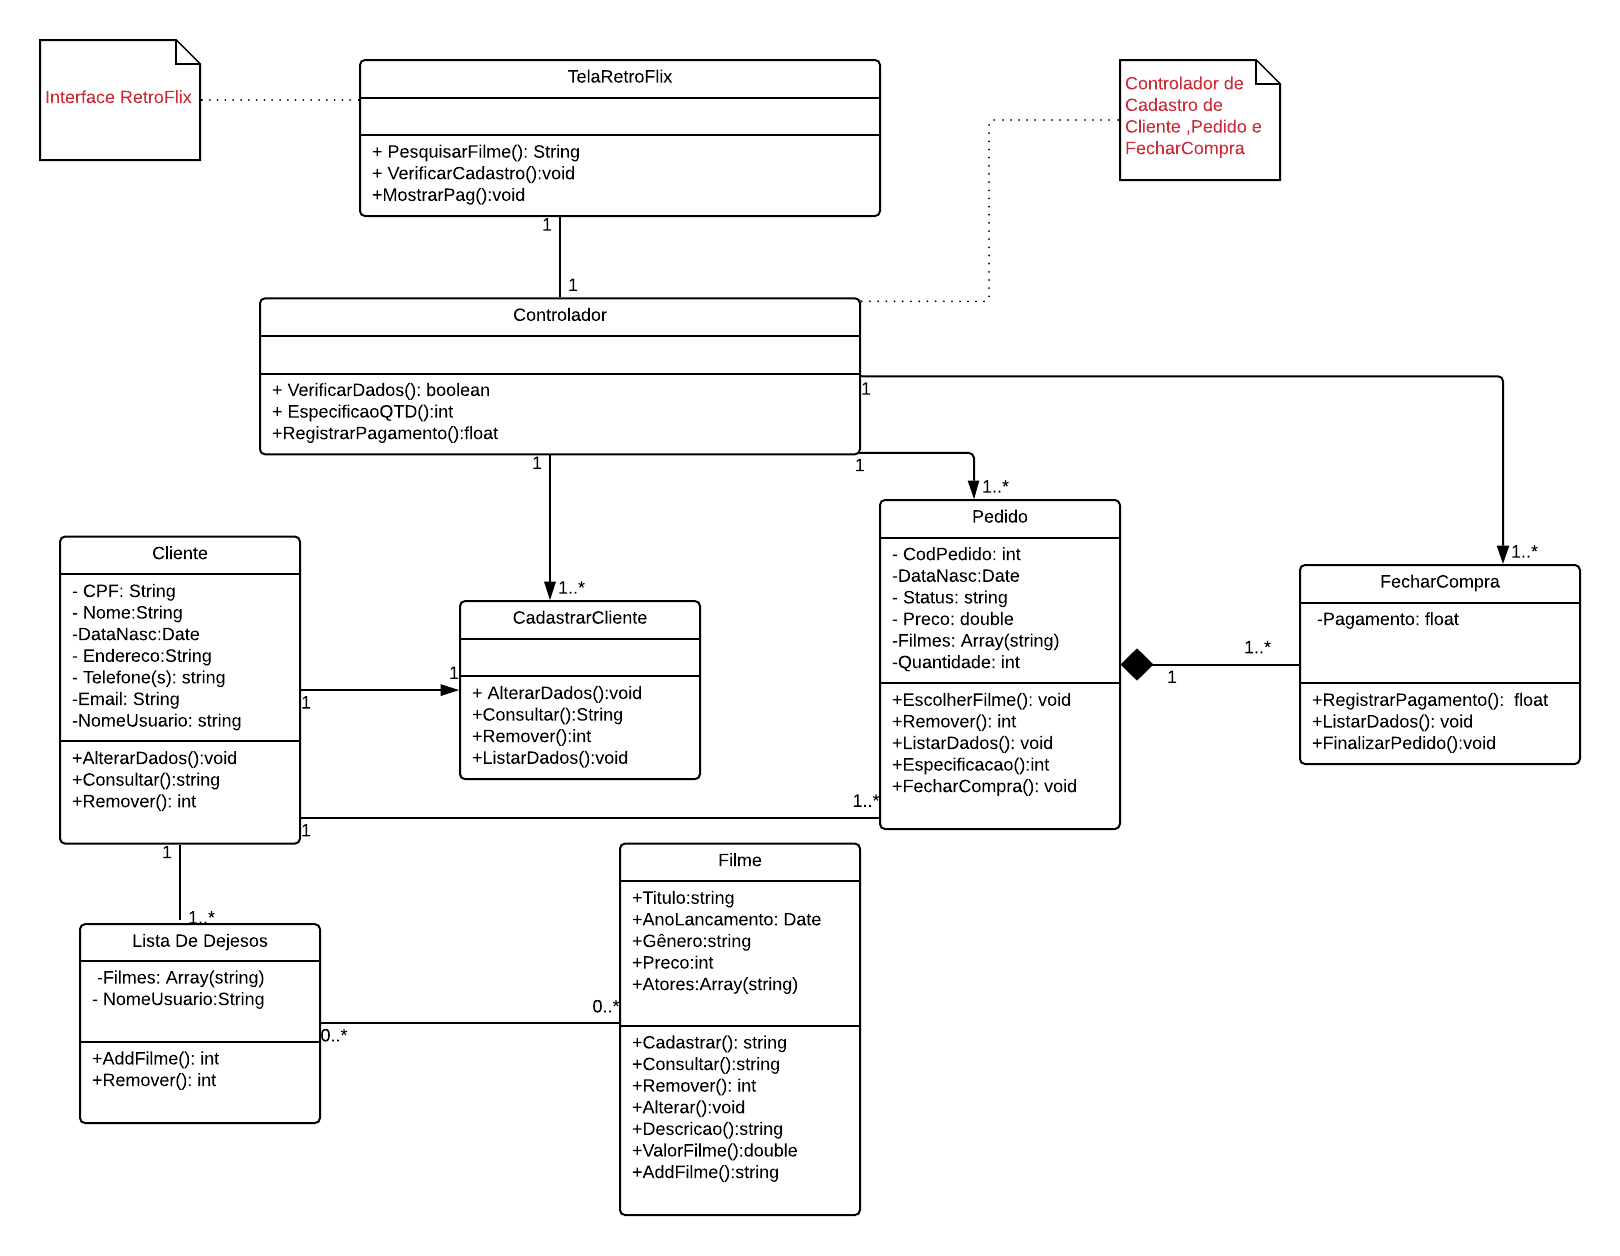 Interface RetroFlix
TelaRetroFlix
+ PesquisarFilme(): String
+ VerificarCadastro():void
+MostrarPag():void
Controlador de
Cadastro de
Cliente ,Pedido e
FecharCompra
1
1
Controlador
+ VerificarDados(): boolean
+ EspecificaoQTD():int
+RegistrarPagamento():float
1
1
1
1..*
1..*
1..*
Pedido
- CodPedido: int
-DataNasc:Date
- Status: string
- Preco: double
-Filmes: Array(string)
-Quantidade: int
+EscolherFilme(): void
+Remover(): int
+ListarDados(): void
+Especificacao():int
+FecharCompra(): void
FecharCompra
-Pagamento: float
+RegistrarPagamento():  float
+ListarDados(): void
+FinalizarPedido():void
1..*
1
Cliente
- CPF: String
- Nome:String
-DataNasc:Date
- Endereco:String
- Telefone(s): string
-Email: String
-NomeUsuario: string
+AlterarDados():void
+Consultar():string
+Remover(): int
CadastrarCliente
+ AlterarDados():void
+Consultar():String
+Remover():int
+ListarDados():void
1
1
1..*
1
1
1..*
Lista De Dejesos
-Filmes: Array(string)
- NomeUsuario:String
+AddFilme(): int
+Remover(): int
0..*
0..*
Filme
+Titulo:string
+AnoLancamento: Date
+Gênero:string
+Preco:int
+Atores:Array(string)
+Cadastrar(): string
+Consultar():string
+Remover(): int
+Alterar():void
+Descricao():string
+ValorFilme():double
+AddFilme():string